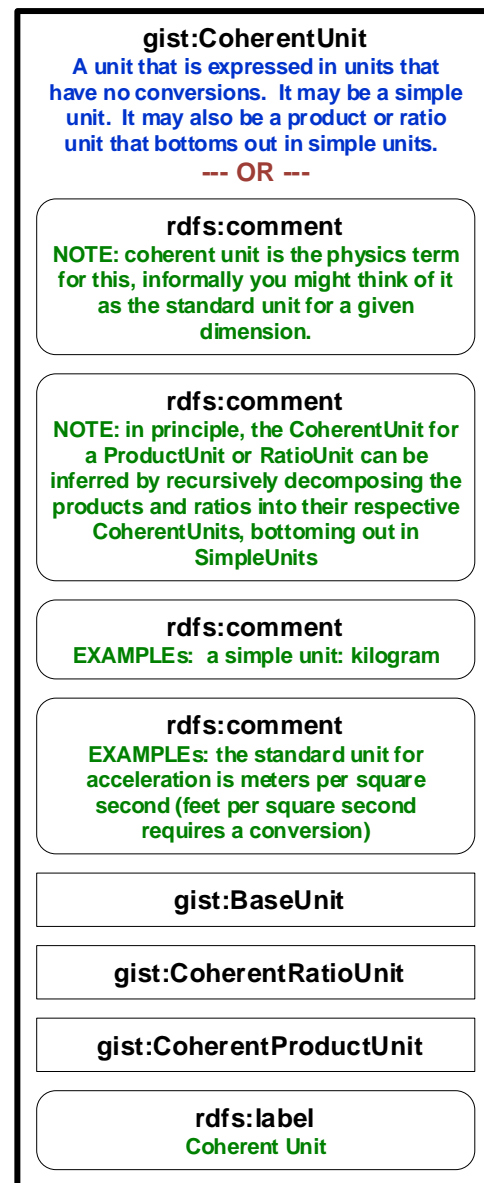 gist:CoherentUnit
A unit that is expressed in units that
have no conversions.  It may be a simple
unit.  It may also be a product or ratio
unit that bottoms out in simple units.
--- OR ---
rdfs:comment
NOTE: coherent unit is the physics term
for this, informally you might think of it
as the standard unit for a given
dimension.
rdfs:comment
NOTE: in principle, the CoherentUnit for
a ProductUnit or RatioUnit can be
inferred by recursively decomposing the
products and ratios into their respective
CoherentUnits, bottoming out in
SimpleUnits
rdfs:comment
EXAMPLEs:  a simple unit: kilogram
rdfs:comment
EXAMPLEs: the standard unit for
acceleration is meters per square
second (feet per square second
requires a conversion)
gist:BaseUnit
gist:CoherentRatioUnit
gist:CoherentProductUnit
rdfs:label
Coherent Unit